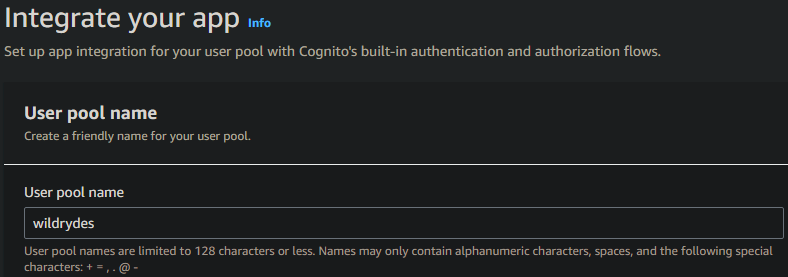 Integrate your app Info
Set up app integration for your user pool with Cognito's built-in authentication and authorization flows.
User pool name
Create a friendly name for your user pool.
User pool name
wildrydes
User pool names are limited to 128 characters or less. Names may only contain alphanumeric characters, spaces, and the following special
characters: + = , . @ -